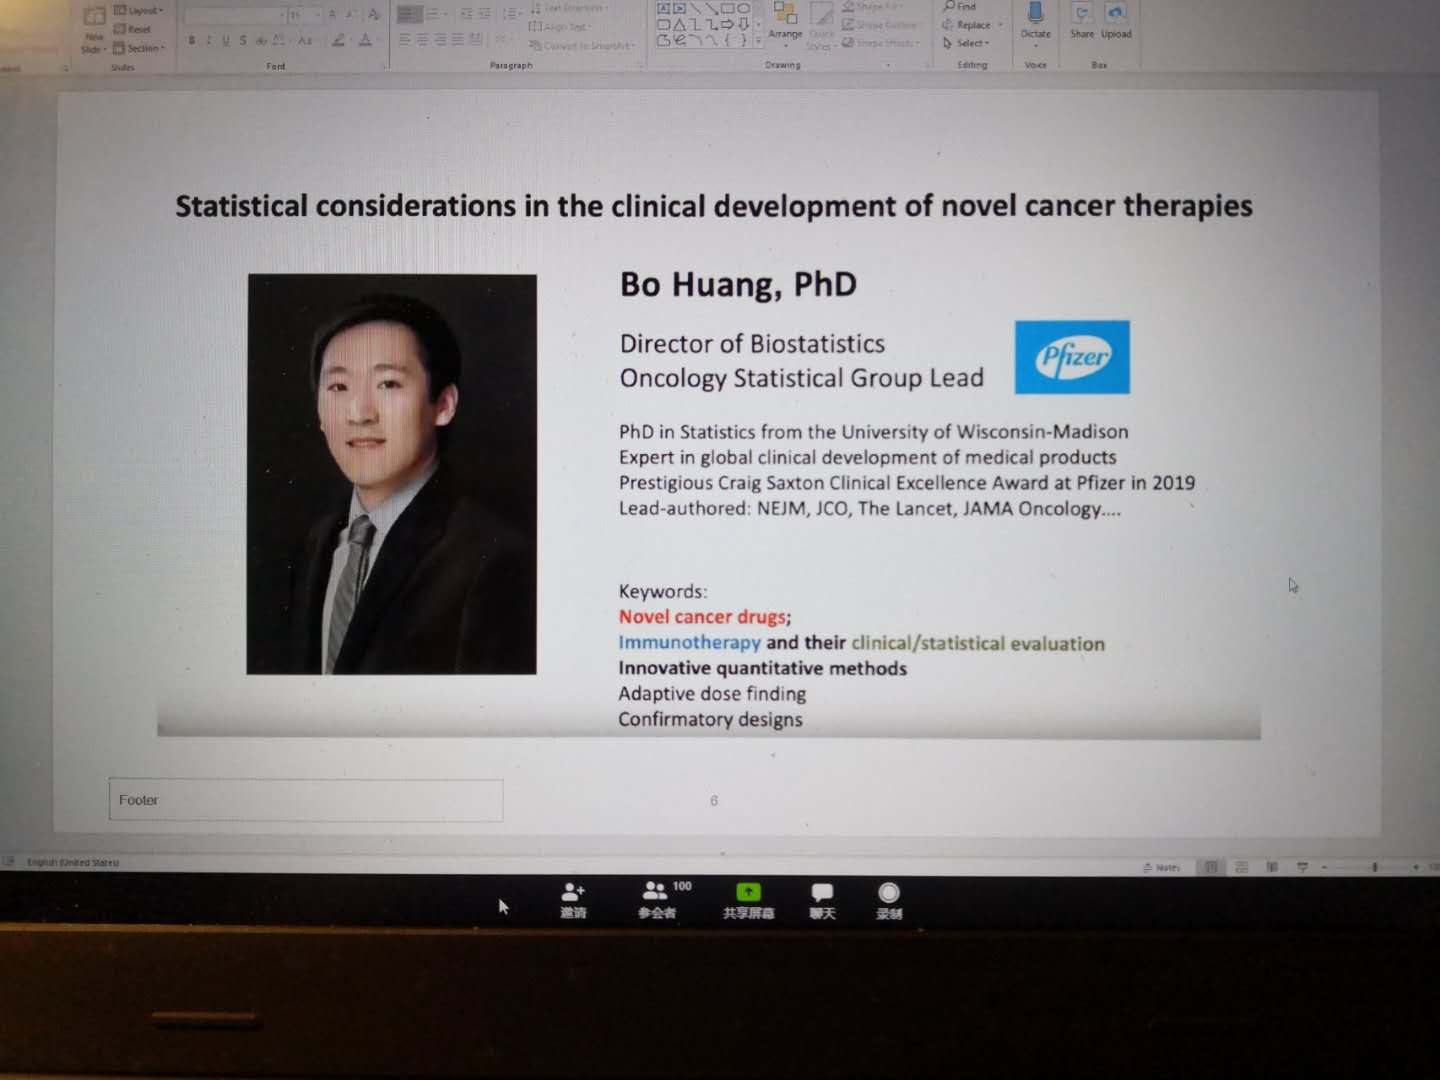 Layout
Reset
New
Slide
Section
Slides
B I U S
Font
Text Direction
Align Text
Convert to SmartArt
Paragraph
Arrange
Quick
Styles
Shape Fill
Shape Outline
Shape Effects
Drawing
Find
Replace
Select
Editing
Dictate
Voice
Share Upload
Box
Statistical considerations in the clinical development of novel cancer therapies
Bo Huang, PhD
Director of Biostatistics
Oncology Statistical Group Lead
Pfizer
PhD in Statistics from the University of Wisconsin-Madison
Expert in global clinical development of medical products
Prestigious Craig Saxton Clinical Excellence Award at Pfizer in 2019
Lead-authored: NEJM, JCO, The Lancet, JAMA Oncology....
Keywords:
Novel cancer drugs;
Immunotherapy and their clinical/statistical evaluation
Innovative quantitative methods
Adaptive dose finding
Confirmatory designs
Footer
6
English (United States)
Notes
100
邀请 参会者 共享屏幕 聊天 录制